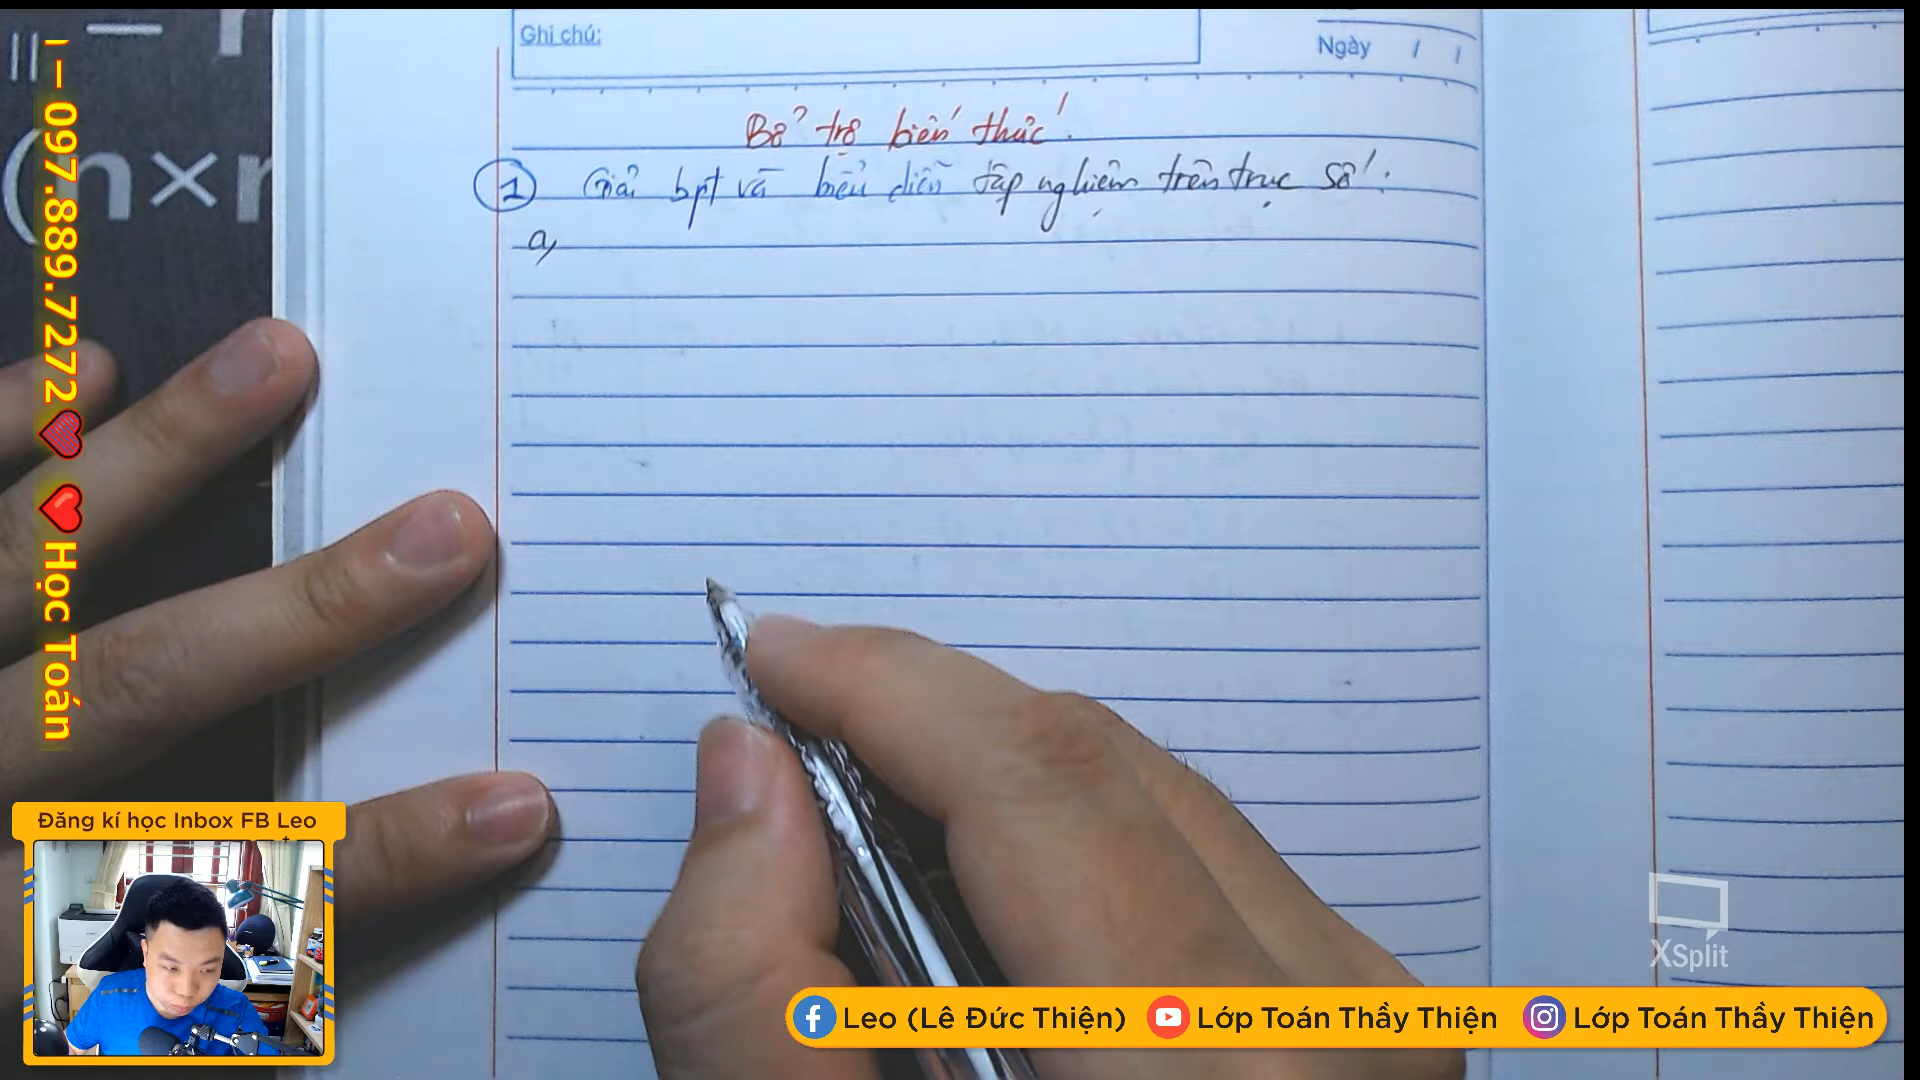 Ghi chú:
Ngày / /
Bổ trợ kiến thức.
① Giải bpt và biểu diễn tập nghiệm trên trục số:
a,
1 – 097.889.7272 ❤ ❤ Học Toán
(n×n
Đăng kí học Inbox FB Leo
XSplit
Leo (Lê Đức Thiện)
Lớp Toán Thầy Thiện
Lớp Toán Thầy Thiện